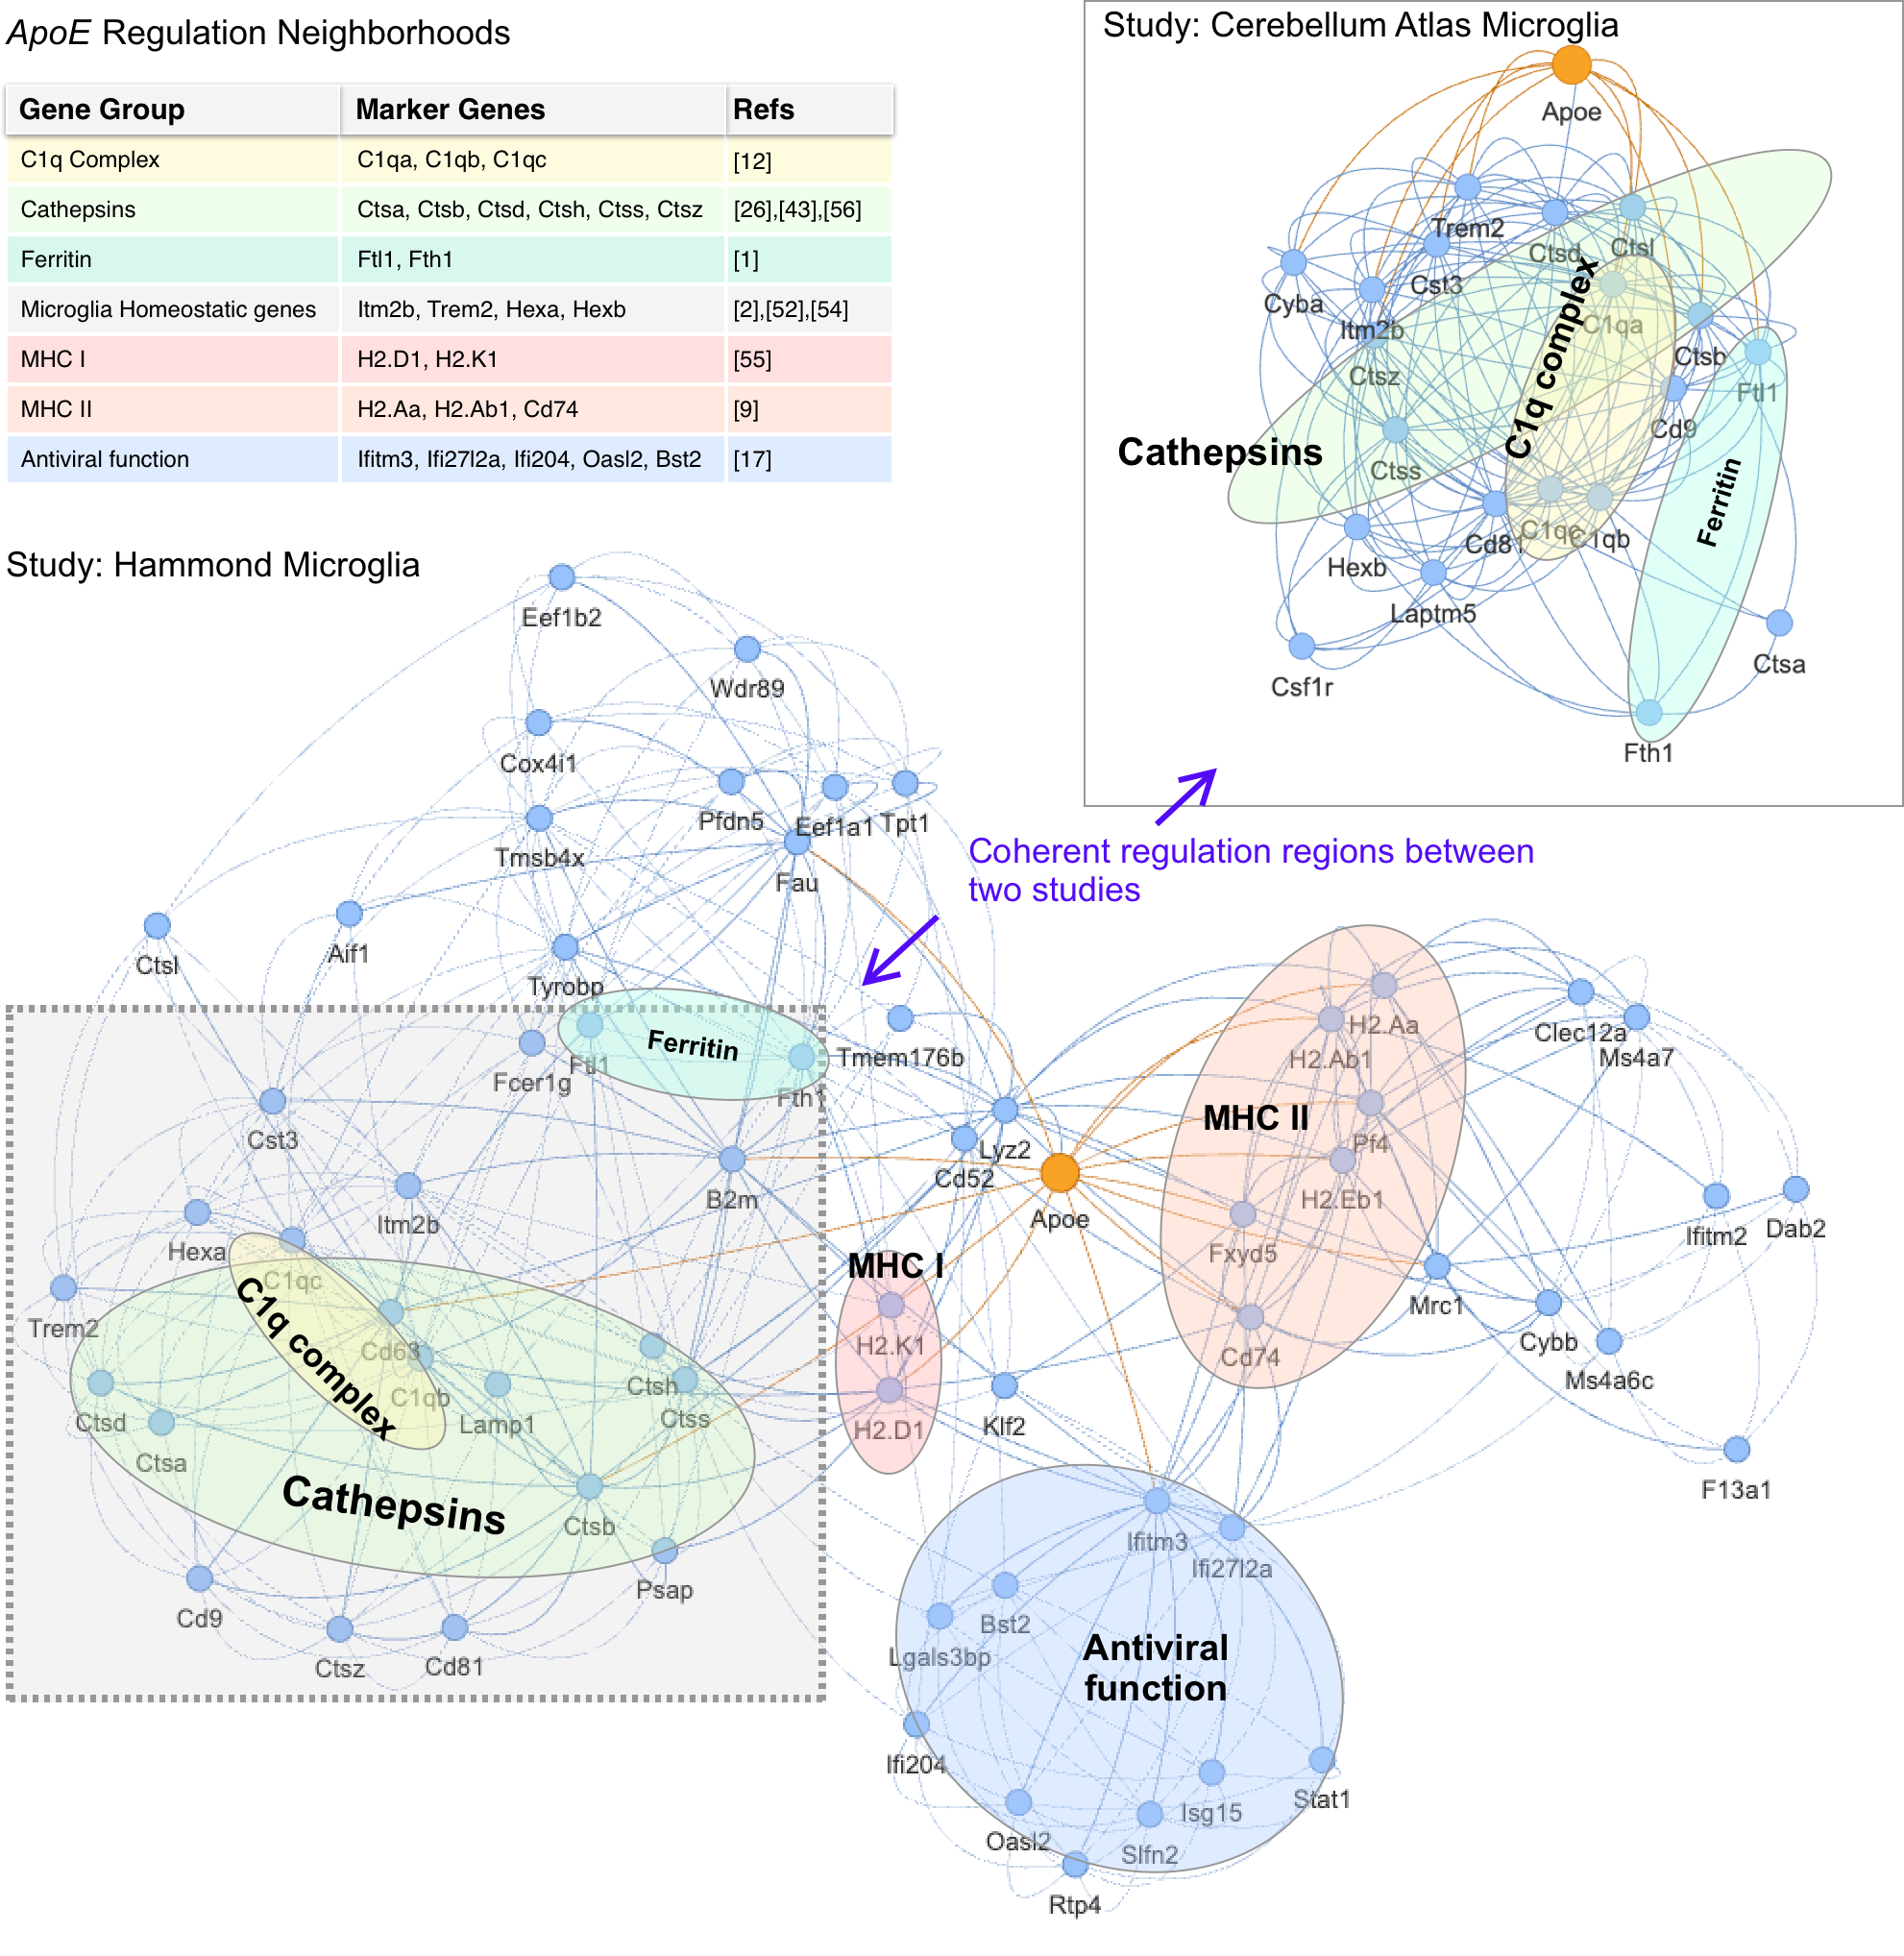 ApoE Regulation Neighborhoods
Gene Group Marker Genes Refs
C1q Complex C1qa, C1qb, C1qc [12]
Cathepsins Ctsa, Ctsb, Ctsd, Ctsh, Ctss, Ctsz [26],[43],[56]
Ferritin Ftl1, Fth1 [1]
Microglia Homeostatic genes Itm2b, Trem2, Hexa, Hexb [2],[52],[54]
MHC I H2.D1, H2.K1 [55]
MHC II H2.Aa, H2.Ab1, Cd74 [9]
Antiviral function Ifitm3, Ifi27l2a, Ifi204, Oasl2, Bst2 [17]
Study: Cerebellum Atlas Microglia
Apoe
Trem2
Ctsd
Ctsl
Cst3
Cyba
Itm2b
C1qa
Ctsb
Ctsz
Ftl1
C1q complex
Cd9
Cathepsins
Ctss
Ferritin
Cd81
C1qc
C1qb
Hexb
Laptm5
Ctsa
Csf1r
Fth1
Study: Hammond Microglia
Eef1b2
Wdr89
Cox4i1
Pfdn5
Eef1a1
Tpt1
Tmsb4x
Fau
Coherent regulation regions between
two studies
Ctsl
Aif1
Tyrobp
Ferritin
Ftl1
Fcer1g
Fth1
Tmem176b
H2.Aa
H2.Ab1
Clec12a
Ms4a7
Cst3
MHC II
Pf4
Lyz2
Cd52
B2m
H2.Eb1
Apoe
Itm2b
Ifitm2
Dab2
Hexa
Fxyd5
MHC I
C1qc
Mrc1
Trem2
C1q complex
Cd63
H2.K1
Cybb
Cd74
Ms4a6c
C1qb
Ctsh
Ctsd
Lamp1
Ctss
H2.D1
Klf2
Ctsa
F13a1
Cathepsins
Ctsb
Ifitm3
Ifi27l2a
Psap
Cd9
Bst2
Lgals3bp
Antiviral
function
Ctsz
Cd81
Ifi204
Stat1
Isg15
Oasl2
Slfn2
Rtp4